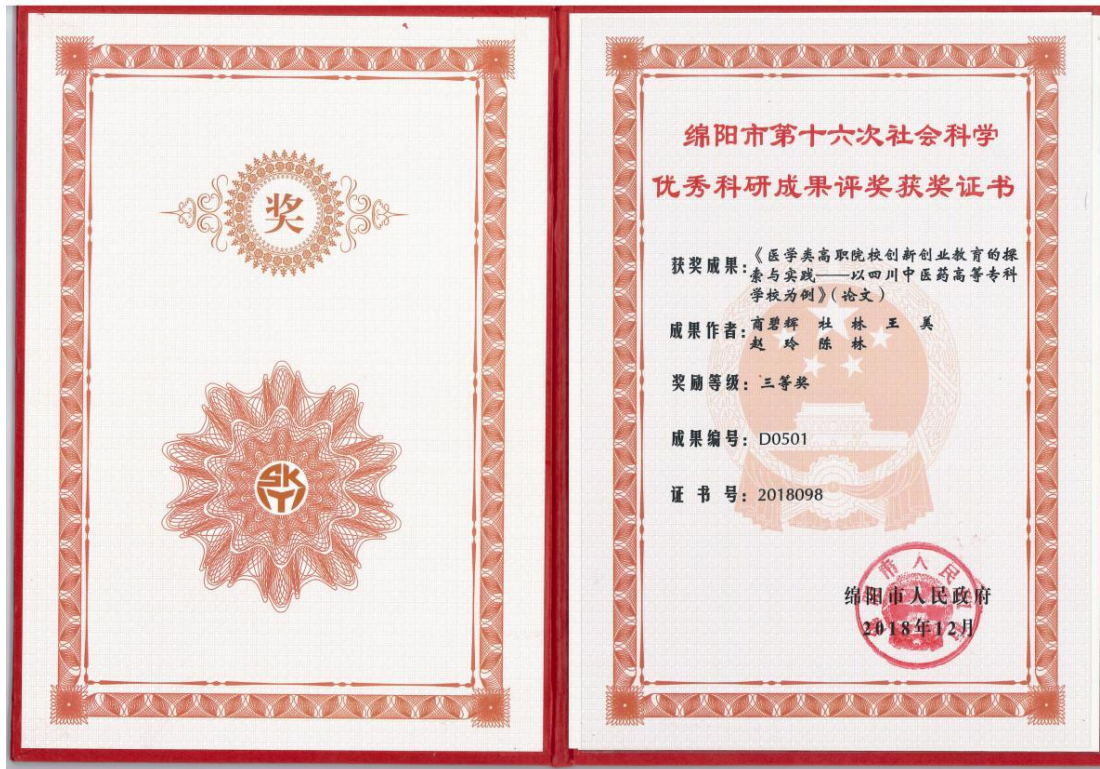 奖
SK
绵阳市第十六次社会科学
优秀科研成果评奖获奖证书
获奖成果：《医学类高职院校创新创业教育的探
索与实践——以四川中医药高等专科
学校为例》（论文）
成果作者：商碧辉 杜林 王美
赵玲 陈林
奖励等级：三等奖
成果编号：D0501
证书号：2018098
绵阳市人民政府
2018年12月